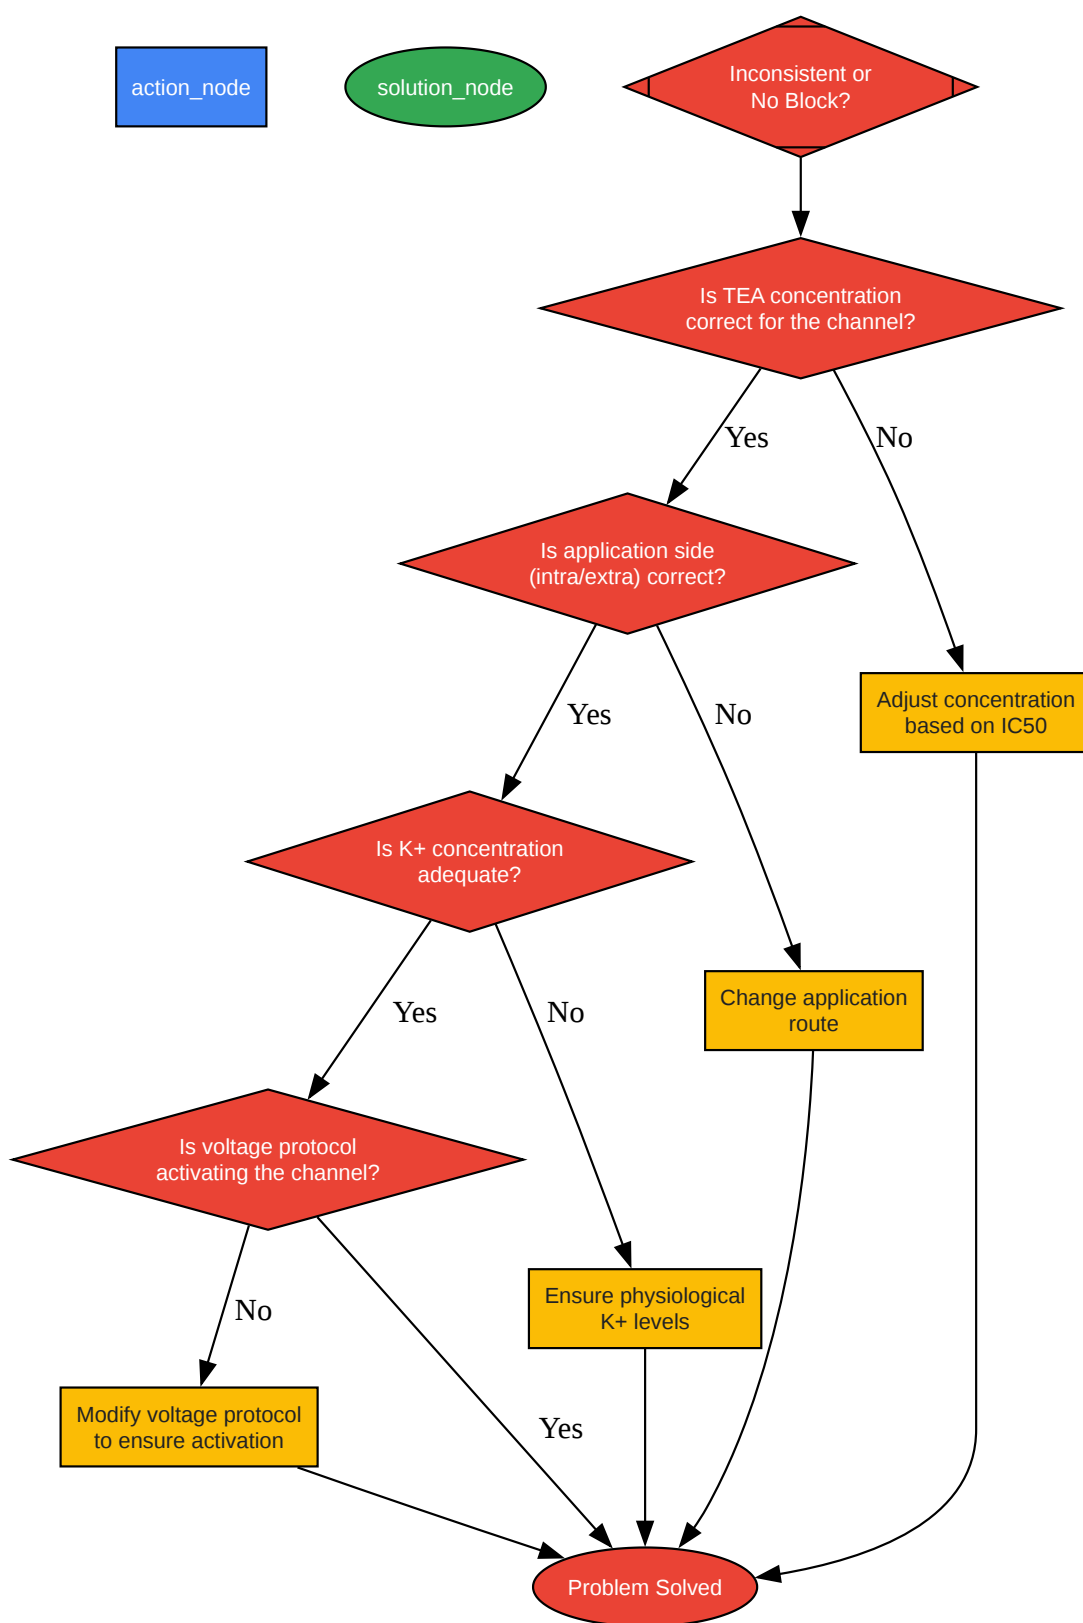 action_node
solution_node
Inconsistent or
No Block?
Is TEA concentration
correct for the channel?
Yes
No
Is application side
(intra/extra) correct?
Adjust concentration
based on IC50
Yes
No
Is K+ concentration
adequate?
Change application
route
Yes
No
Is voltage protocol
activating the channel?
Ensure physiological
K+ levels
No
Modify voltage protocol
to ensure activation
Yes
Problem Solved